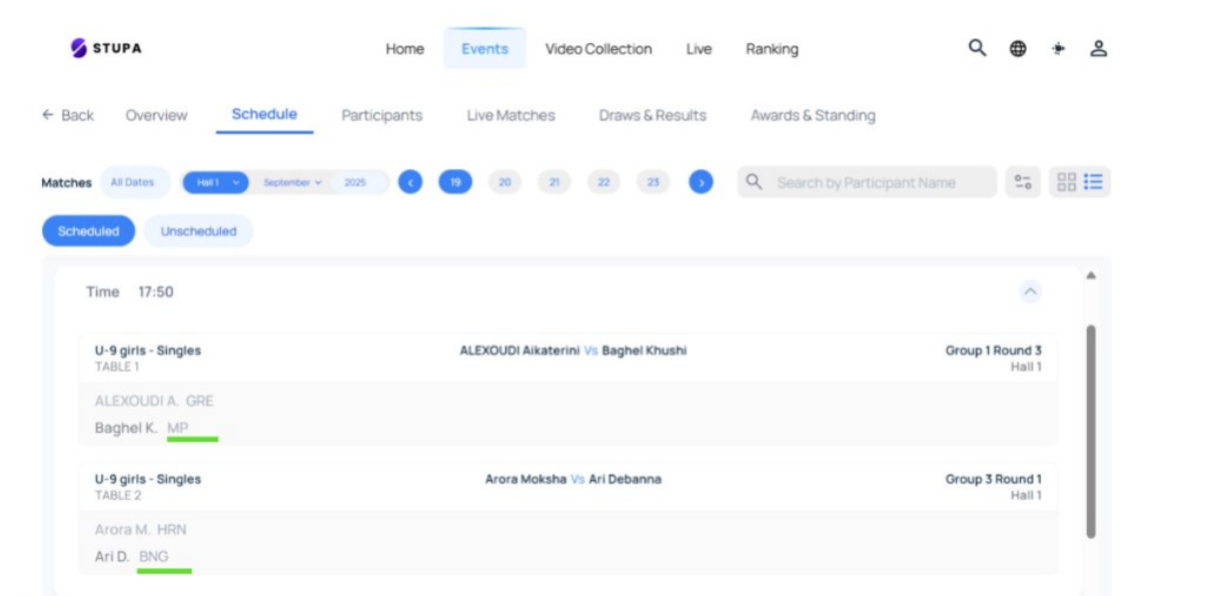 STUPA Home Events Video Collection Live Ranking
← Back Overview Schedule Participants Live Matches Draws & Results Awards & Standing
Matches All Dates Hall 1 September 2025 19 20 21 22 23 Search by Participant Name
Scheduled Unscheduled
Time 17:50
U-9 girls - Singles ALEXOUDI Aikaterini Vs Baghel Khushi Group 1 Round 3
TABLE 1 Hall 1
ALEXOUDI A. GRE
Baghel K. MP
U-9 girls - Singles Arora Moksha Vs Ari Debanna Group 3 Round 1
TABLE 2 Hall 1
Arora M. HRN
Ari D. BNG